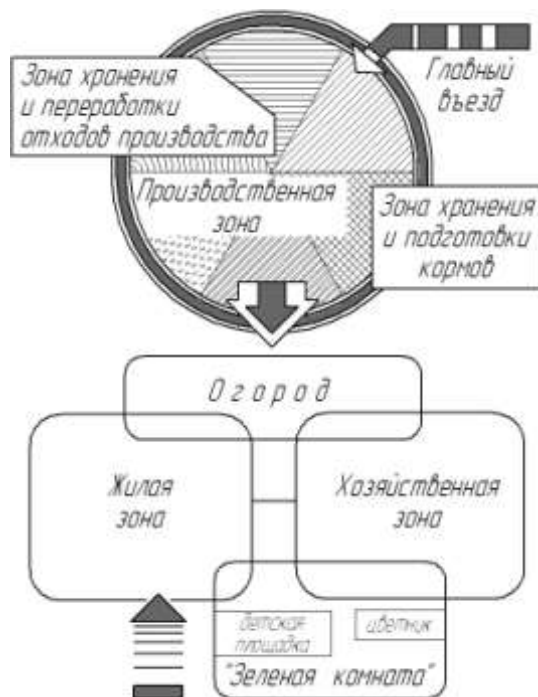 Зона хранения
и переработки
отходов производства
Главный
въезд
Производственная
зона
Зона хранения
и подготовки
кормов
Огород
Жилая
зона
Хозяйственная
зона
детская
площадка
цветник
"Зеленая комната"